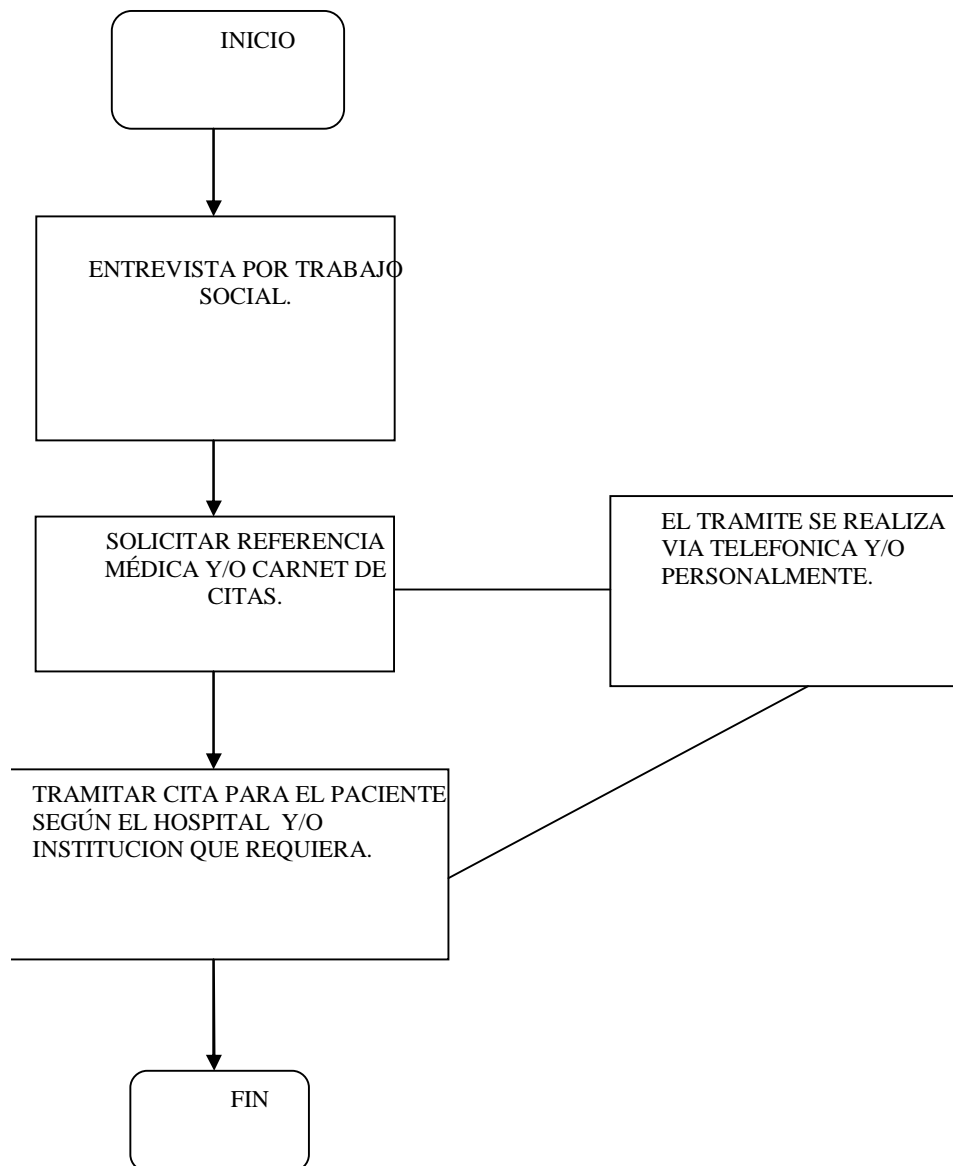 INICIO
ENTREVISTA POR TRABAJO
SOCIAL.
SOLICITAR REFERENCIA
MÉDICA Y/O CARNET DE
CITAS.
EL TRAMITE SE REALIZA
VIA TELEFONICA Y/O
PERSONALMENTE.
TRAMITAR CITA PARA EL PACIENTE
SEGÚN EL HOSPITAL Y/O
INSTITUCION QUE REQUIERA.
FIN